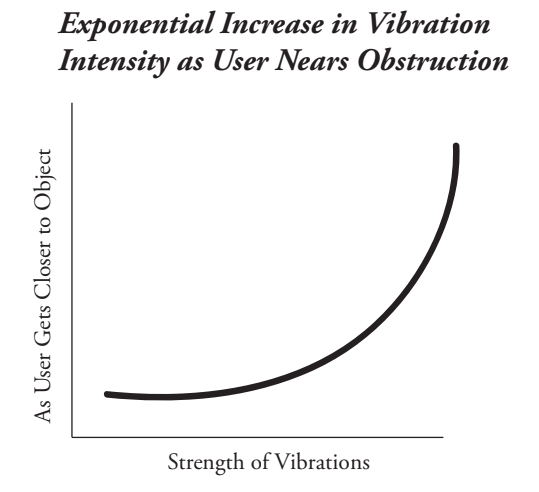 Exponential Increase in Vibration
Intensity as User Nears Obstruction
As User Gets Closer to Object
Strength of Vibrations